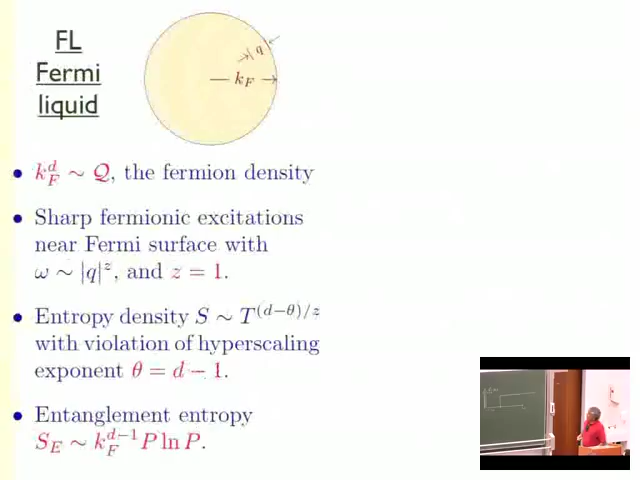 FL
Fermi
liquid
→| q ←
— k_F →
• k_F^d ∼ Q, the fermion density
• Sharp fermionic excitations
near Fermi surface with
ω ∼ |q|^z, and z = 1.
• Entropy density S ∼ T^{(d−θ)/z}
with violation of hyperscaling
exponent θ = d − 1.
• Entanglement entropy
S_E ∼ k_F^{d−1} P ln P.